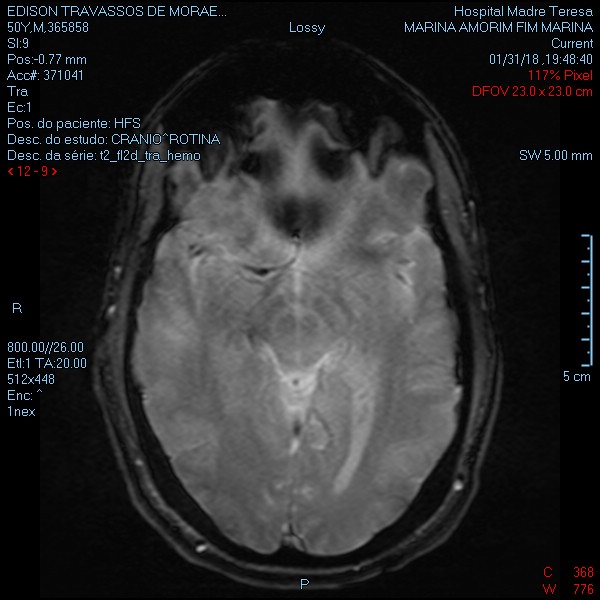 EDISON TRAVASSOS DE MORAE...
50Y,M,365858
Sl:9
Pos:-0.77 mm
Acc#: 371041
Tra
Ec:1
Pos. do paciente: HFS
Desc. do estudo: CRANIO^ROTINA
Desc. da série: t2_fl2d_tra_hemo
< 12 - 9 >
Lossy
Hospital Madre Teresa
MARINA AMORIM FIM MARINA
Current
01/31/18 ,19:48:40
117% Pixel
DFOV 23.0 x 23.0 cm
SW 5.00 mm
R
800.00//26.00
Etl:1 TA:20.00
512x448
Enc: ^
1nex
5 cm
P
C 368
W 776